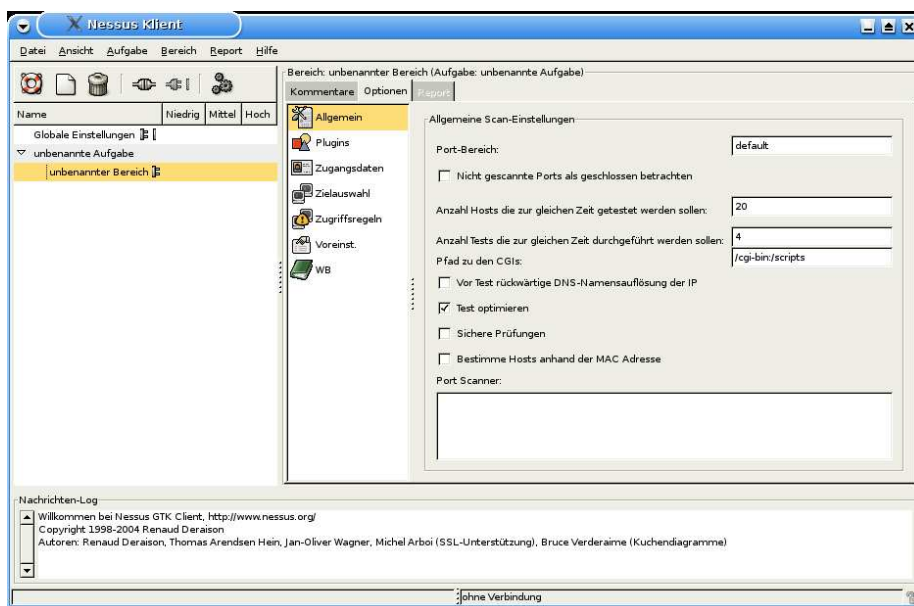 Nessus Klient
Datei Ansicht Aufgabe Bereich Report Hilfe
Name Niedrig Mittel Hoch
Globale Einstellungen
unbenannte Aufgabe
unbenannter Bereich
Bereich: unbenannter Bereich (Aufgabe: unbenannte Aufgabe)
Kommentare Optionen Report
Allgemein
Plugins
Zugangsdaten
Zielauswahl
Zugriffsregeln
Voreinst.
WB
Allgemeine Scan-Einstellungen
Port-Bereich: default
Nicht gescannte Ports als geschlossen betrachten
Anzahl Hosts die zur gleichen Zeit getestet werden sollen: 20
Anzahl Tests die zur gleichen Zeit durchgeführt werden sollen: 4
Pfad zu den CGIs: /cgi-bin:/scripts
Vor Test rückwärtige DNS-Namensauflösung der IP
Test optimieren
Sichere Prüfungen
Bestimme Hosts anhand der MAC Adresse
Port Scanner:
Nachrichten-Log
Willkommen bei Nessus GTK Client, http://www.nessus.org/
Copyright 1998-2004 Renaud Deraison
Autoren: Renaud Deraison, Thomas Arendsen Hein, Jan-Oliver Wagner, Michel Arboi (SSL-Unterstützung), Bruce Verderaime (Kuchendiagramme)
ohne Verbindung